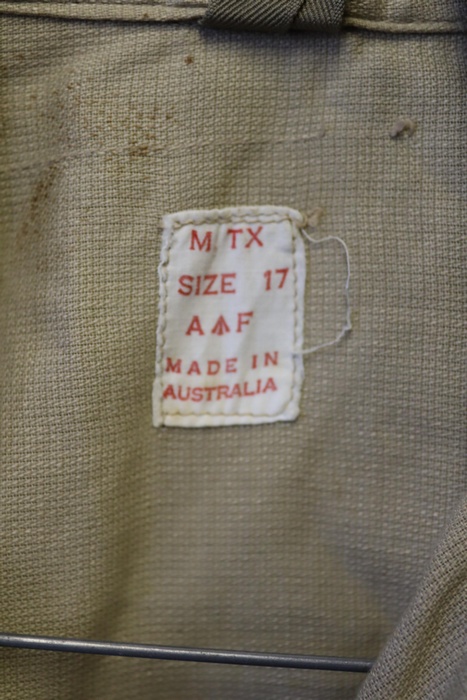 M TX
SIZE 17
A↑F
MADE IN
AUSTRALIA